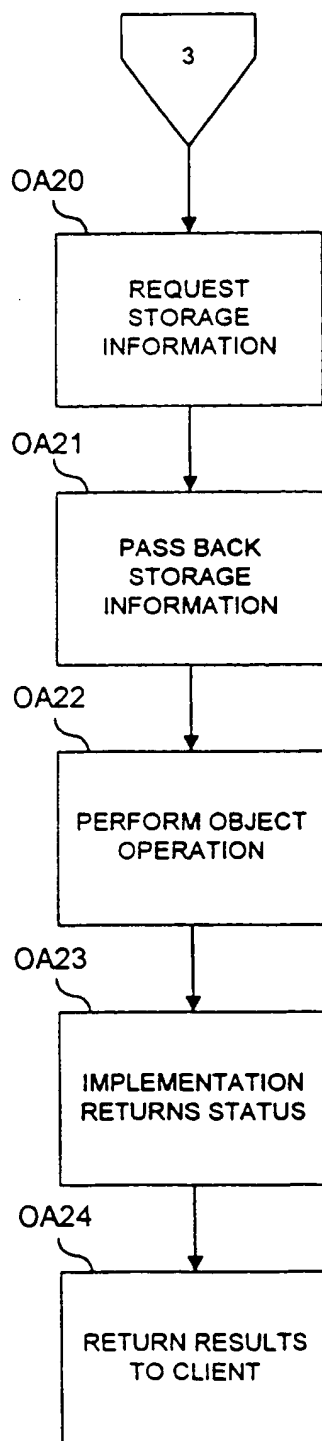 3
OA20
REQUEST
STORAGE
INFORMATION
OA21
PASS BACK
STORAGE
INFORMATION
OA22
PERFORM OBJECT
OPERATION
OA23
IMPLEMENTATION
RETURNS STATUS
OA24
RETURN RESULTS
TO CLIENT